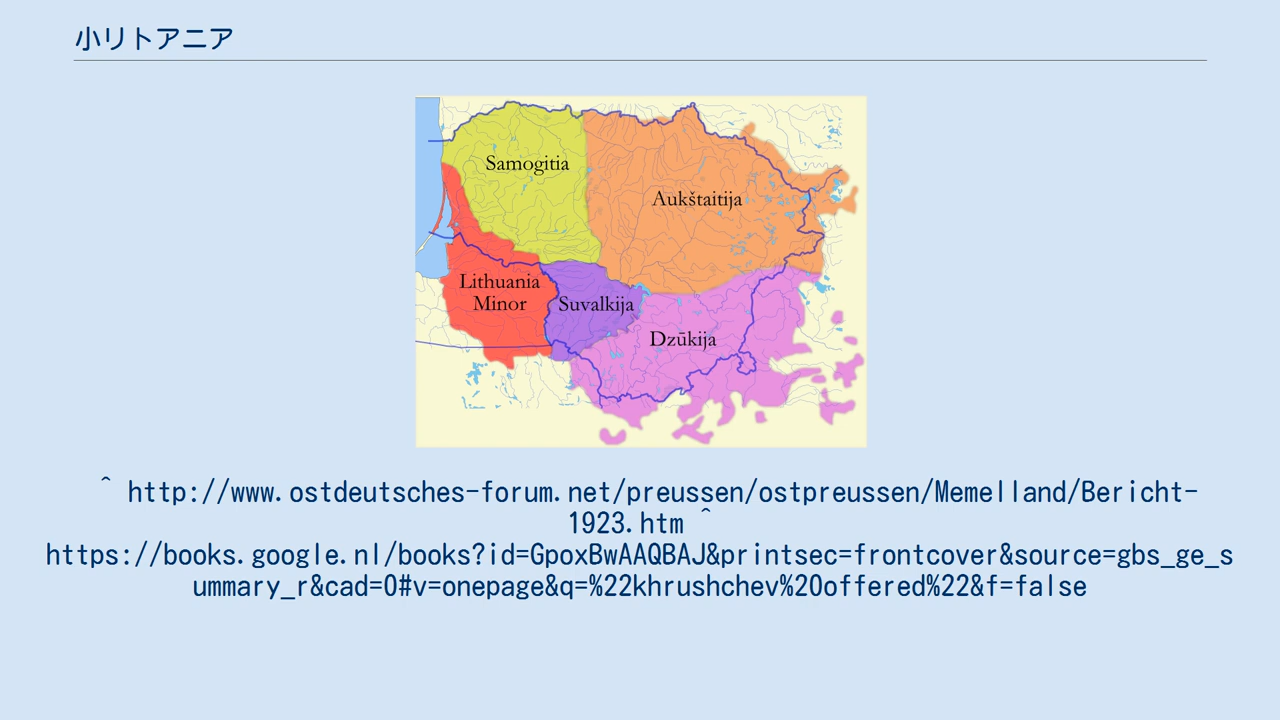 小リトアニア
Samogitia
Aukštaitija
Lithuania
Minor
Suvalkija
Dzūkija
^ http://www.ostdeutsches-forum.net/preussen/ostpreussen/Memelland/Bericht-
1923.htm ^
https://books.google.nl/books?id=GpoxBwAAQBAJ&printsec=frontcover&source=gbs_ge_s
ummary_r&cad=0#v=onepage&q=%22khrushchev%20offered%22&f=false